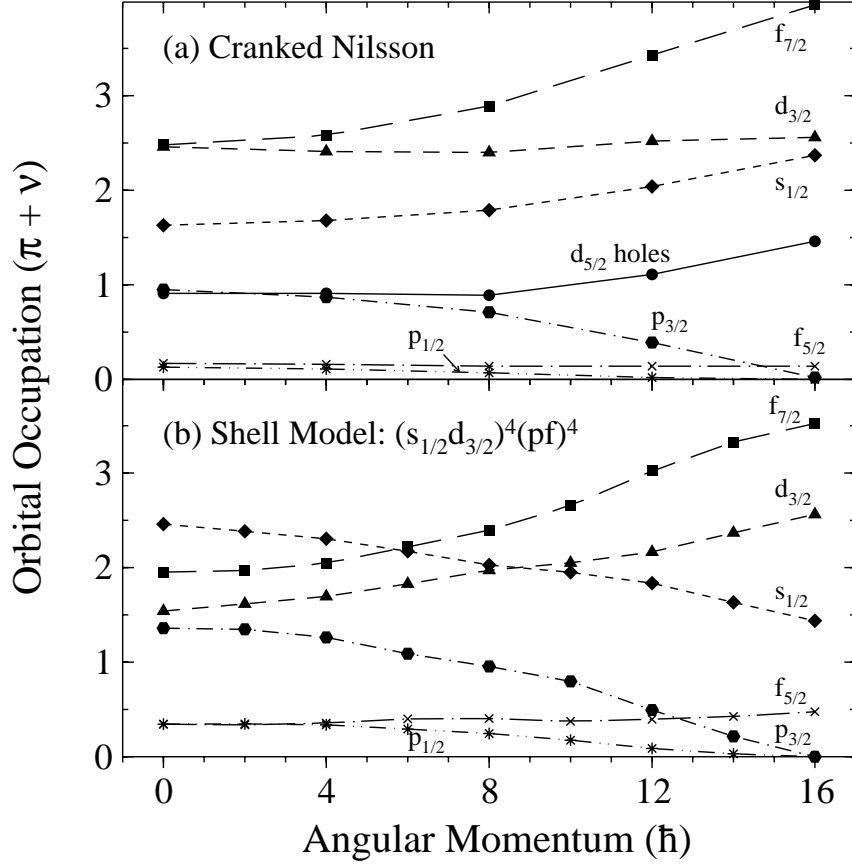 (a) Cranked Nilsson
f7/2
d3/2
s1/2
d5/2 holes
p3/2
p1/2
f5/2
3
2
1
0
(b) Shell Model: (s1/2d3/2)⁴(pf)⁴
f7/2
d3/2
s1/2
f5/2
p1/2
p3/2
3
2
1
0
0 4 8 12 16
Angular Momentum (ħ)
Orbital Occupation (π + ν)